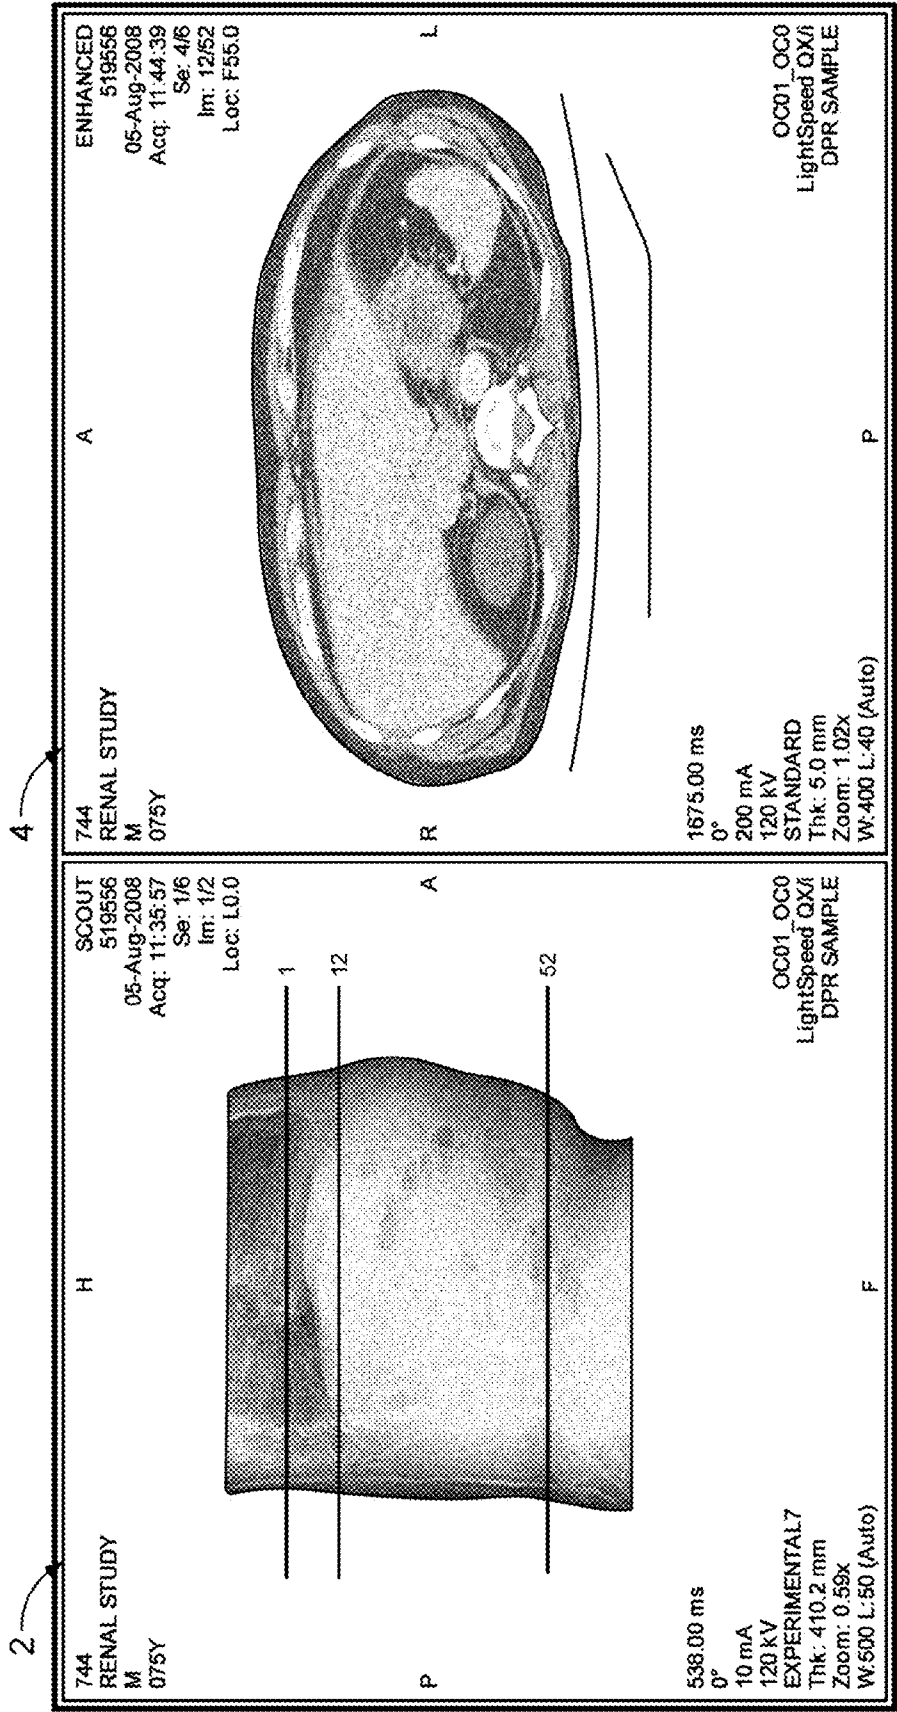 2
744
RENAL STUDY
M
075Y
H
SCOUT
519556
05-Aug-2008
Acq: 11:35:57
Se: 1/6
Im: 1/2
Loc: L0.0
1
12
52
P
A
538.00 ms
0°
10 mA
120 kV
EXPERIMENTAL7
Thk: 410.2 mm
Zoom: 0.59x
W:500 L:50 (Auto)
F
OC01_OC0
LightSpeed QX/i
DPR SAMPLE
4
744
RENAL STUDY
M
075Y
A
ENHANCED
519556
05-Aug-2008
Acq: 11:44:39
Se: 4/6
Im: 12/52
Loc: F55.0
R
L
1675.00 ms
0°
200 mA
120 kV
STANDARD
Thk: 5.0 mm
Zoom: 1.02x
W:400 L:40 (Auto)
P
OC01_OC0
LightSpeed QX/i
DPR SAMPLE